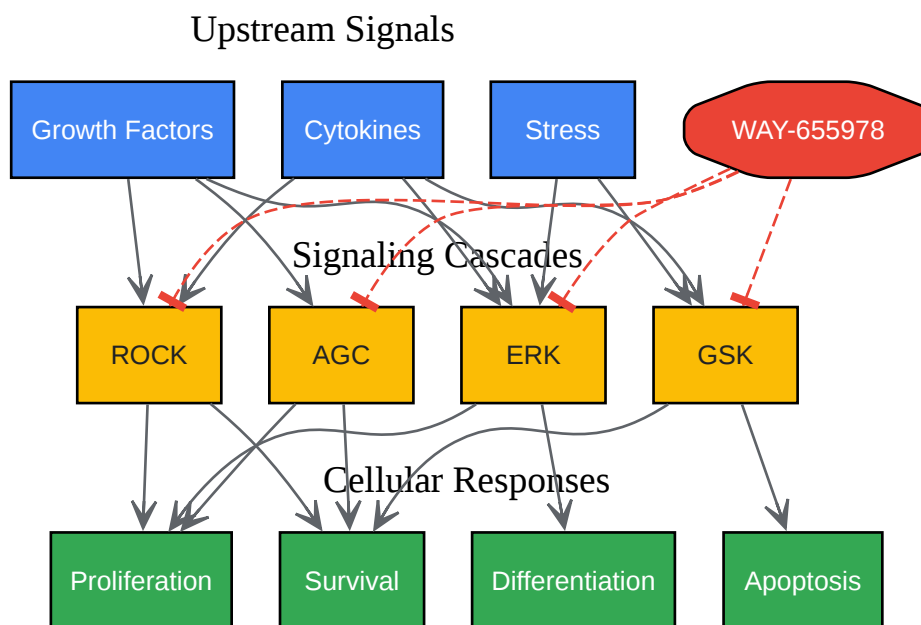 Upstream Signals
Growth Factors
Cytokines
Stress
WAY-655978
Signaling Cascades
ROCK
AGC
ERK
GSK
Cellular Responses
Proliferation
Survival
Differentiation
Apoptosis